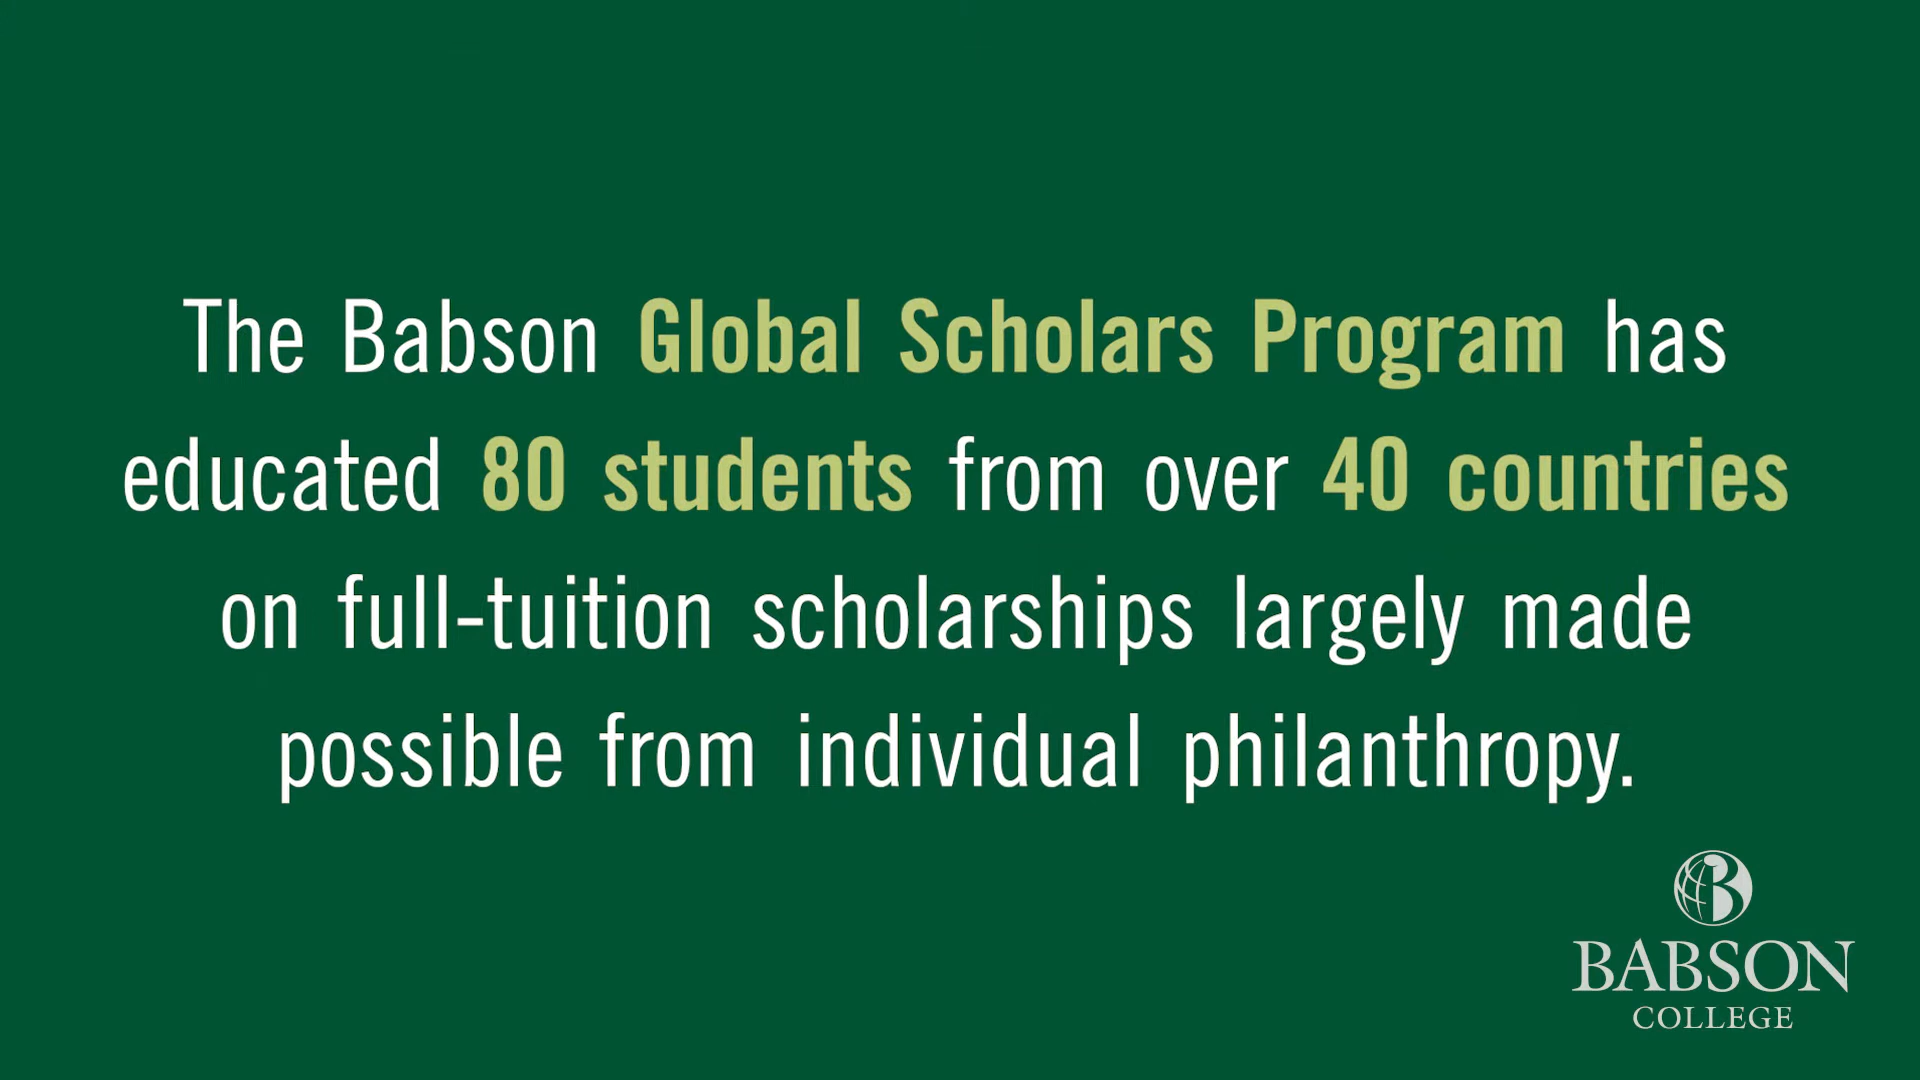 The Babson Global Scholars Program has
educated 80 students from over 40 countries
on full-tuition scholarships largely made
possible from individual philanthropy.
BABSON
COLLEGE